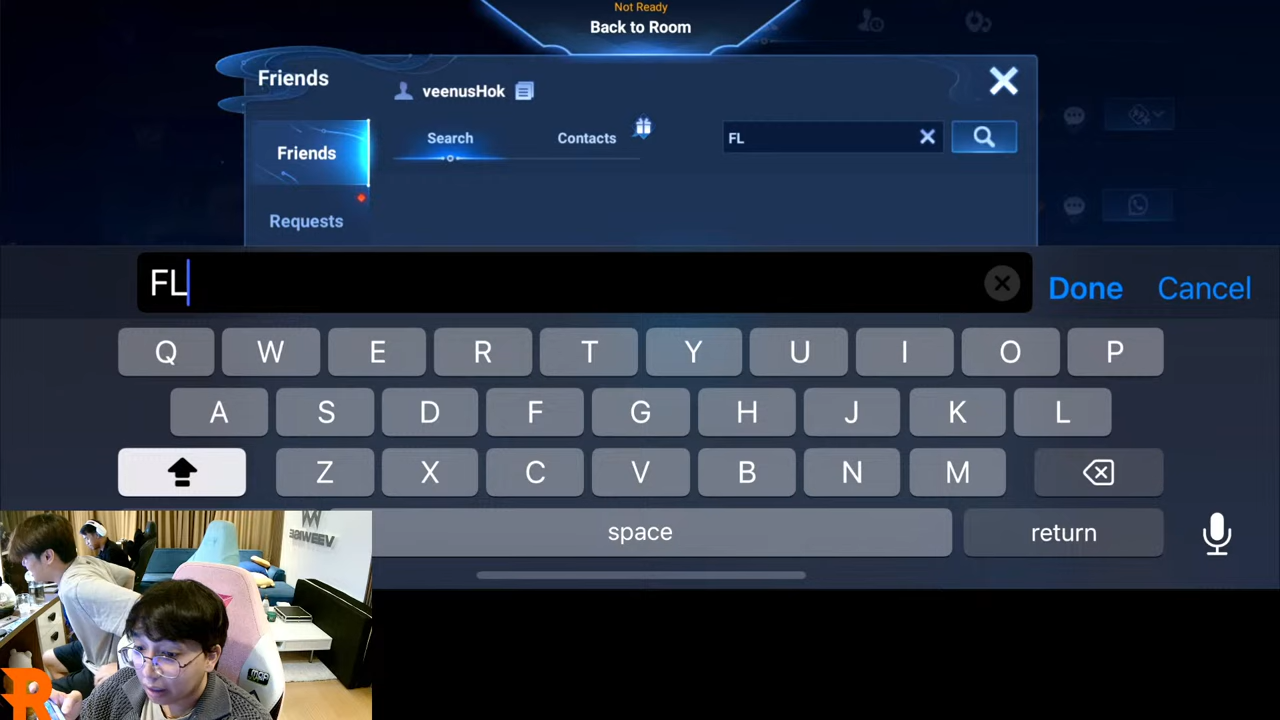 Not Ready
Back to Room
Friends
veenusHok
Search
Contacts
FL
Friends
Requests
FL
Done
Cancel
Q W E R T Y U I O P
A S D F G H J K L
Z X C V B N M
space
return